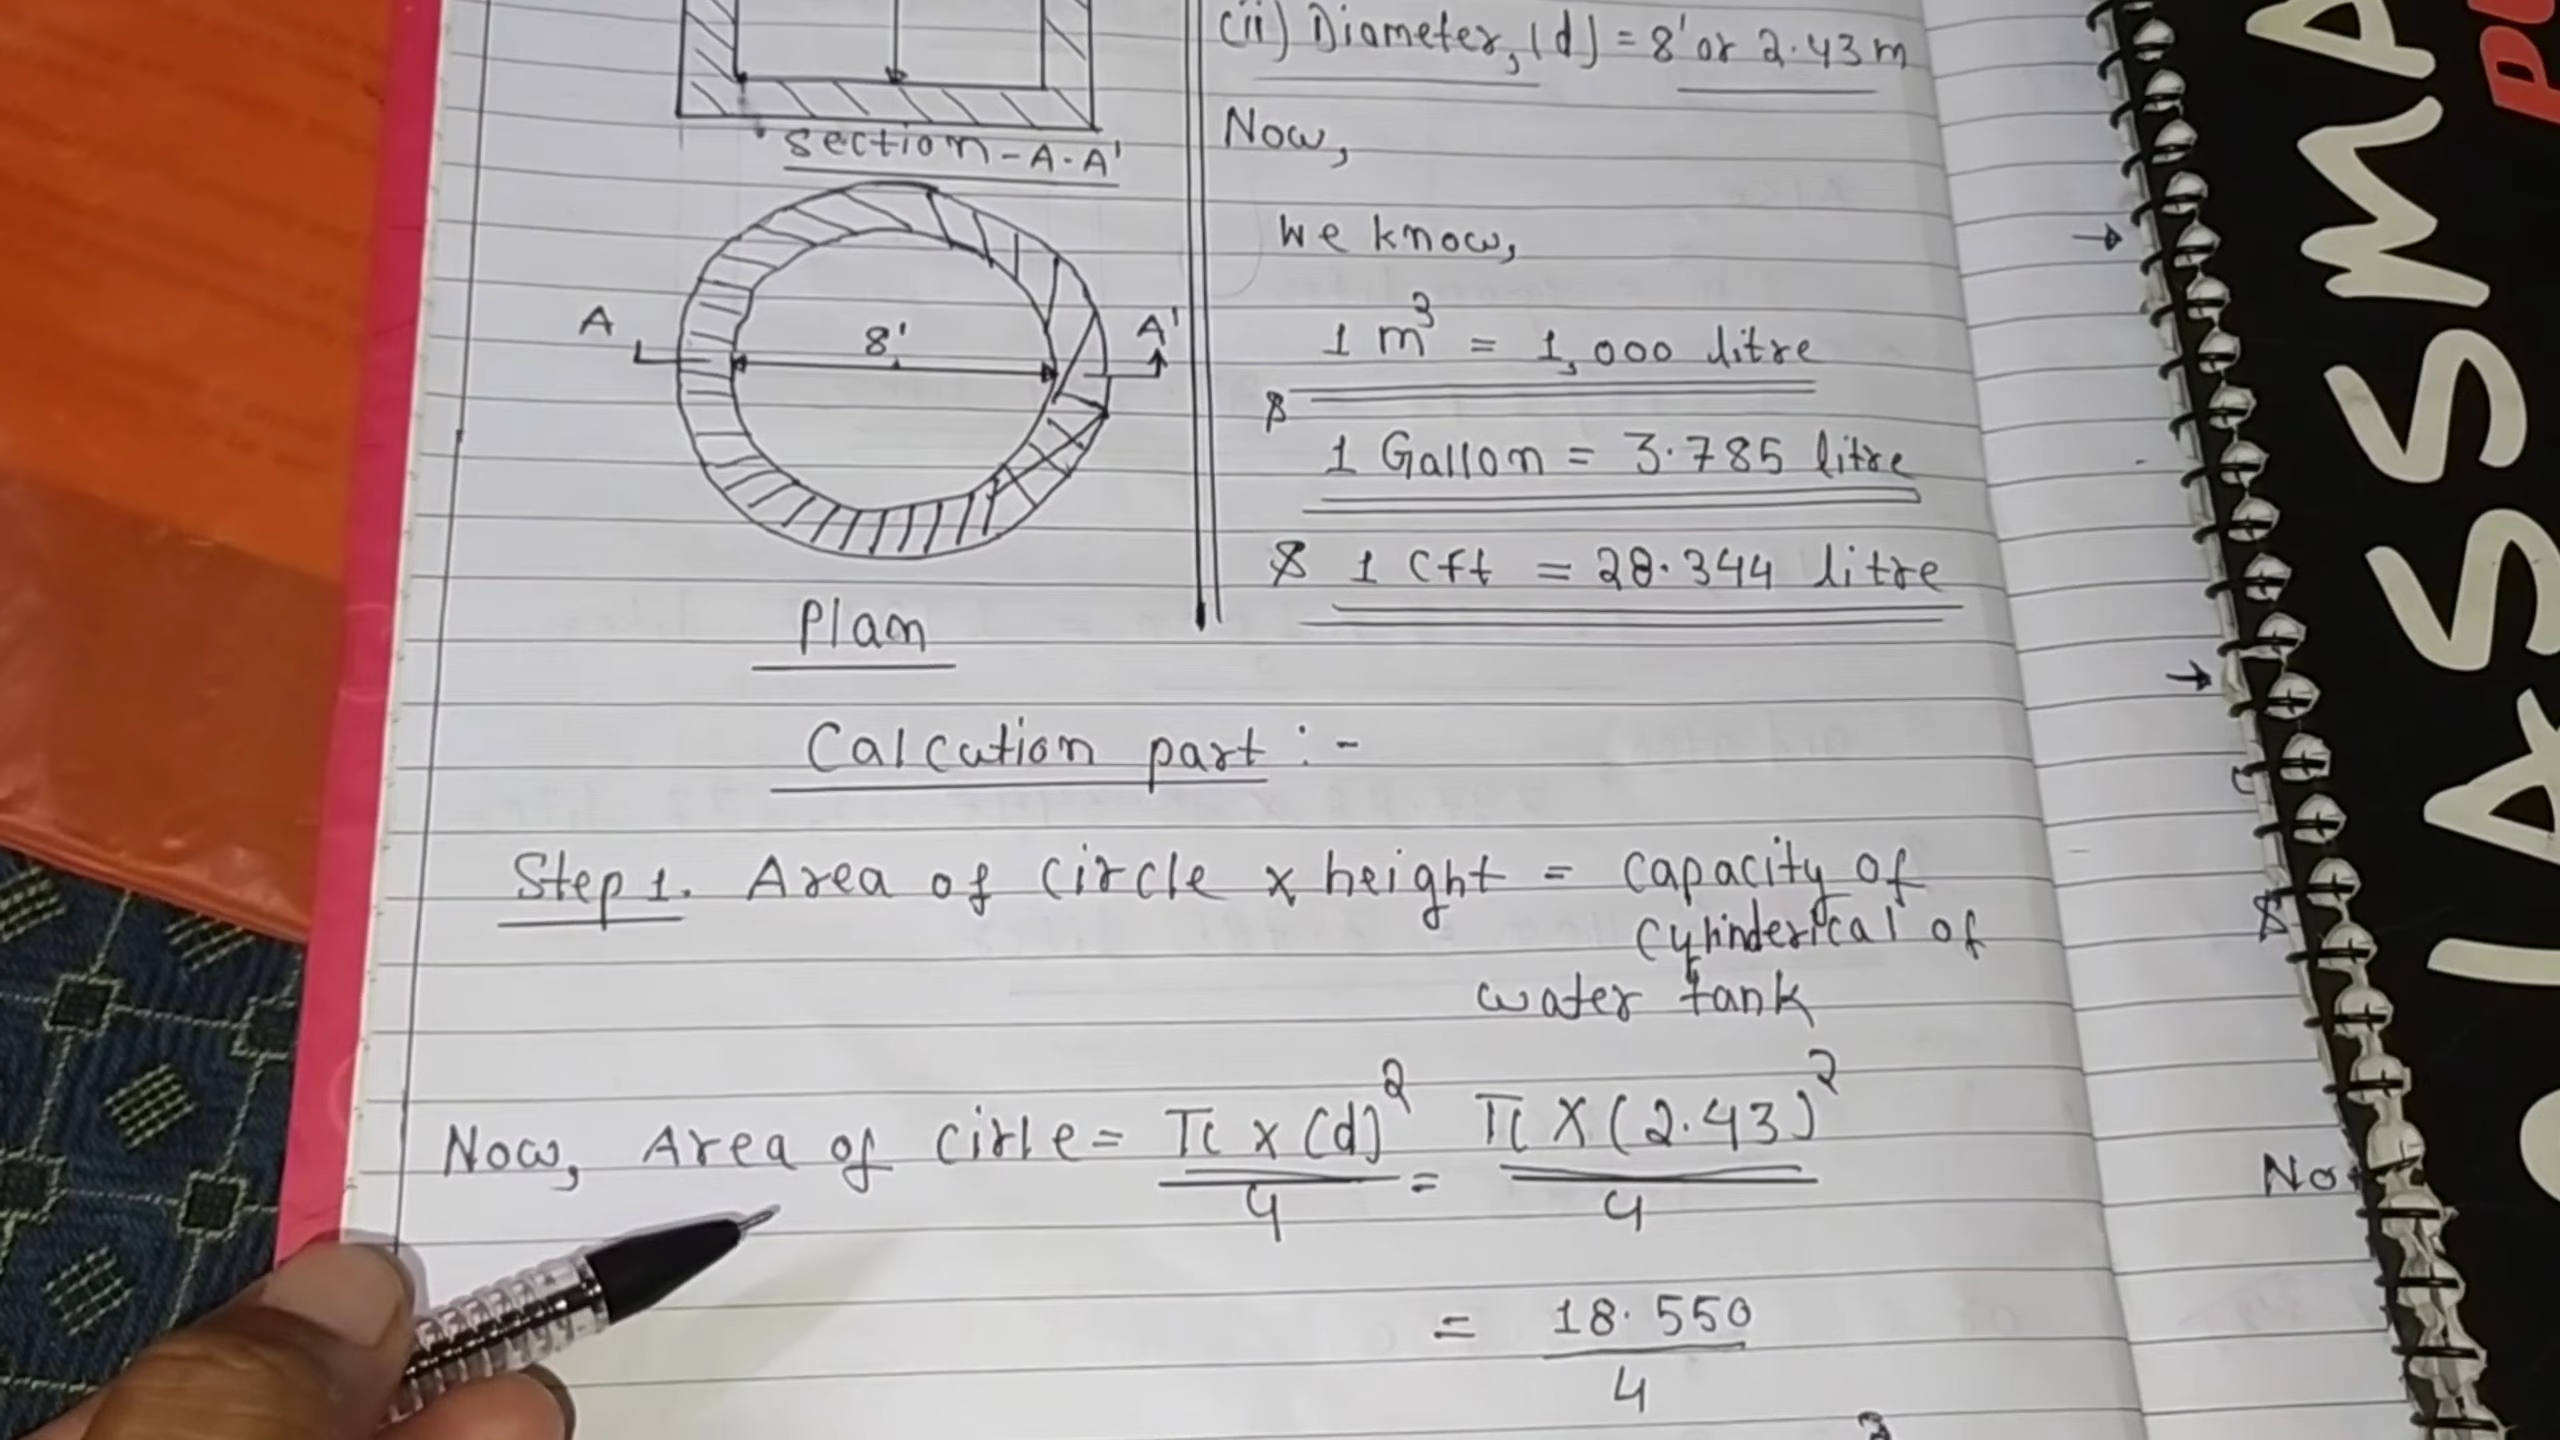 section-A-A'
A
8'
A'
Plan
(ii) Diameter, (d) = 8' or 2.43 m
Now,
We know,
1 m³ = 1,000 litre
&
1 Gallon = 3.785 litre
& 1 cft = 28.344 litre
Calcution part :-
Step 1. Area of circle x height = capacity of
cylinderical of
water tank
Now, Area of cirle = π x (d)² / 4 = π x (2.43)² / 4
= 18.550 / 4
No